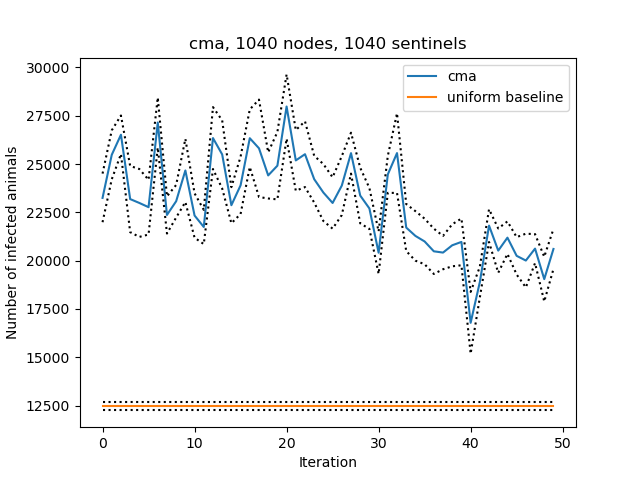 cma, 1040 nodes, 1040 sentinels
cma
uniform baseline
Number of infected animals
30000
27500
25000
22500
20000
17500
15000
12500
0 10 20 30 40 50
Iteration